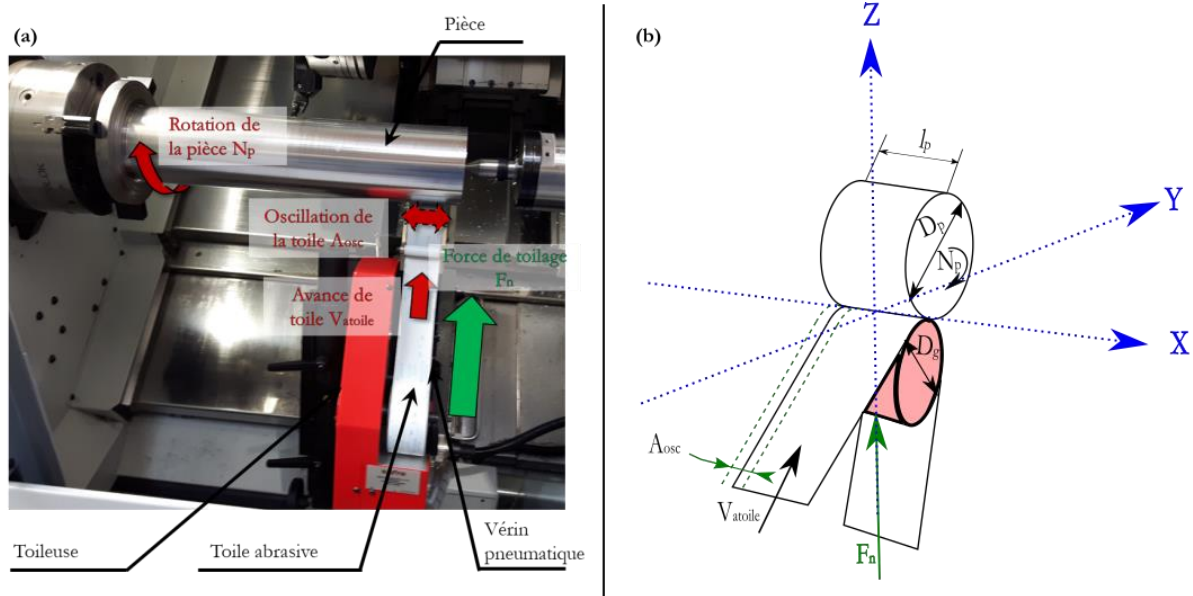 (a)
Pièce
Rotation de
la pièce Np
Oscillation de
la toile Aosc
Force de toilage
Fn
Avance de
toile Vatoile
Toileuse
Toile abrasive
Vérin
pneumatique
(b)
Z
lp
Y
Dp
Np
X
Dg
Aosc
Vatoile
Fn